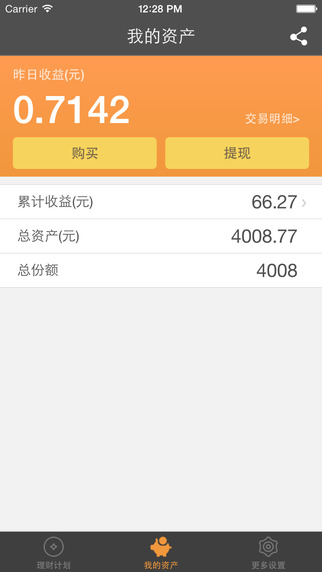 Carrier 12:28 PM
我的资产
昨日收益(元)
0.7142
交易明细>
购买 提现
累计收益(元) 66.27 >
总资产(元) 4008.77
总份额 4008
理财计划 我的资产 更多设置